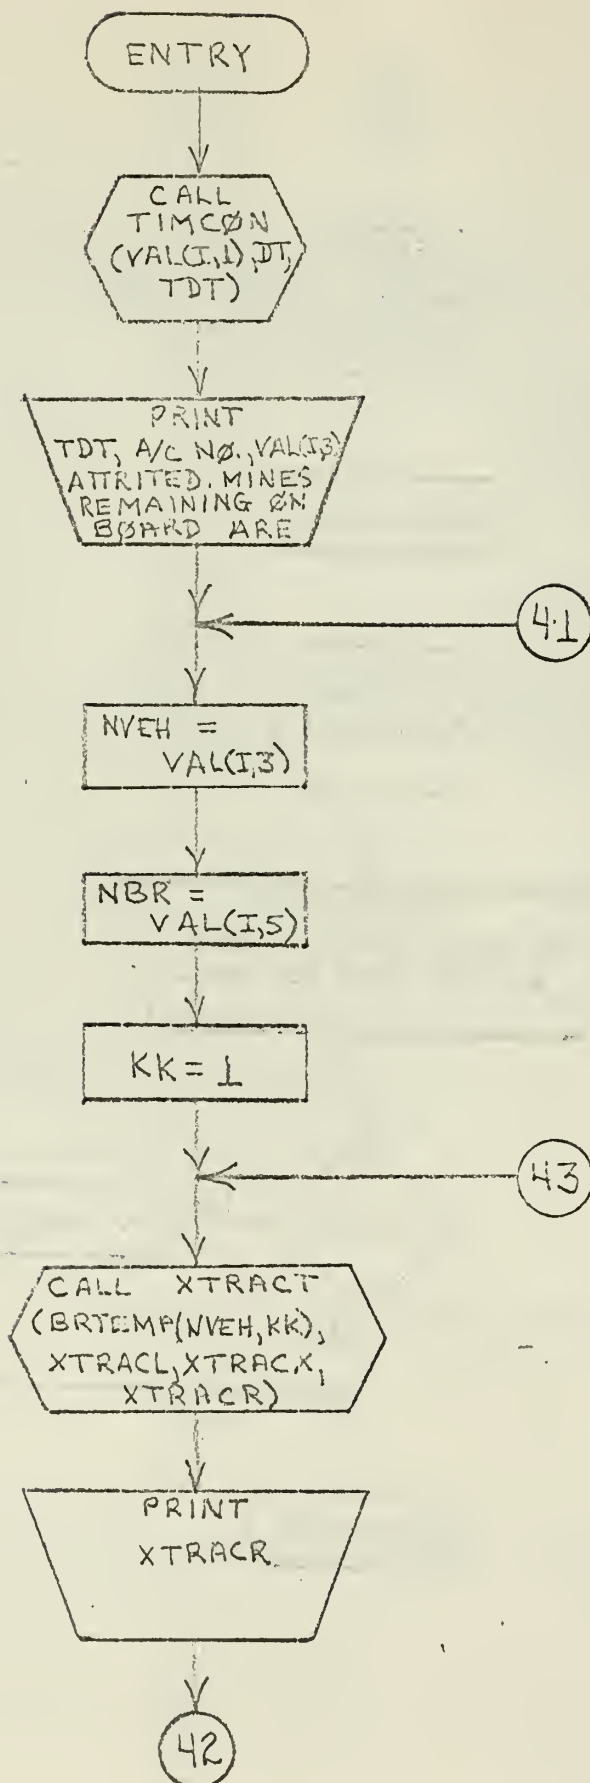 ENTRY
CALL
TIMCØN
(VAL(I,1),DT,
TDT)
PRINT
TDT, A/C NØ., VAL(I,3)
ATTRITED. MINES
REMAINING ØN
BØARD ARE
41
NVEH =
VAL(I,3)
NBR =
VAL(I,5)
KK = 1
43
CALL XTRACT
(BRTEMP(NVEH,KK),
XTRACL, XTRACX,
XTRACR)
PRINT
XTRACR
42